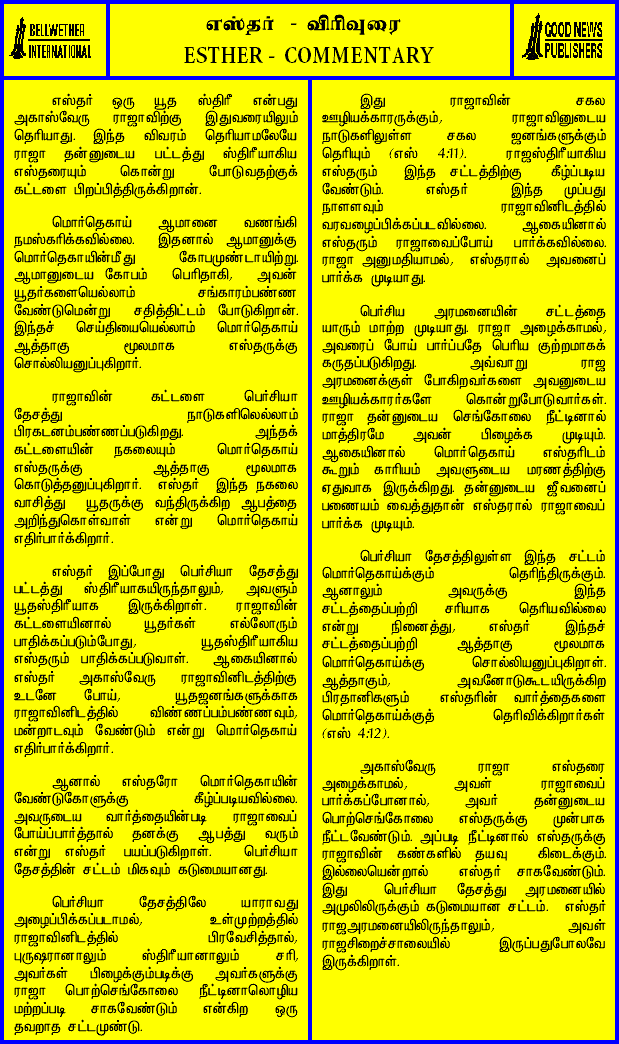 BELLWETHER
INTERNATIONAL
எஸ்தர் - விரிவுரை
ESTHER - COMMENTARY
GOOD NEWS
PUBLISHERS
எஸ்தர் ஒரு யூத ஸ்திரீ என்பது
அகாஸ்வேரு ராஜாவிற்கு இதுவரையிலும்
தெரியாது. இந்த விவரம் தெரியாமலேயே
ராஜா தன்னுடைய பட்டத்து ஸ்திரீயாகிய
எஸ்தரையும் கொன்று போடுவதற்குக்
கட்டளை பிறப்பித்திருக்கிறான்.
மொர்தெகாய் ஆமானை வணங்கி
நமஸ்கரிக்கவில்லை. இதனால் ஆமானுக்கு
மொர்தெகாயின்மீது கோபமுண்டாயிற்று.
ஆமானுடைய கோபம் பெரிதாகி, அவன்
யூதர்களையெல்லாம் சங்காரம்பண்ண
வேண்டுமென்று சதித்திட்டம் போடுகிறான்.
இந்தச் செய்தியையெல்லாம் மொர்தெகாய்
ஆத்தாகு மூலமாக எஸ்தருக்கு
சொல்லியனுப்புகிறார்.
ராஜாவின் கட்டளை பெர்சியா
தேசத்து நாடுகளிலெல்லாம்
பிரகடனம்பண்ணப்படுகிறது. அந்தக்
கட்டளையின் நகலையும் மொர்தெகாய்
எஸ்தருக்கு ஆத்தாகு மூலமாக
கொடுத்தனுப்புகிறார். எஸ்தர் இந்த நகலை
வாசித்து யூதருக்கு வந்திருக்கிற ஆபத்தை
அறிந்துகொள்வாள் என்று மொர்தெகாய்
எதிர்பார்க்கிறார்.
எஸ்தர் இப்போது பெர்சியா தேசத்து
பட்டத்து ஸ்திரீயாகயிருந்தாலும், அவளும்
யூதஸ்திரீயாக இருக்கிறாள். ராஜாவின்
கட்டளையினால் யூதர்கள் எல்லோரும்
பாதிக்கப்படும்போது, யூதஸ்திரீயாகிய
எஸ்தரும் பாதிக்கப்படுவாள். ஆகையினால்
எஸ்தர் அகாஸ்வேரு ராஜாவினிடத்திற்கு
உடனே போய், யூதஜனங்களுக்காக
ராஜாவினிடத்தில் விண்ணப்பம்பண்ணவும்,
மன்றாடவும் வேண்டும் என்று மொர்தெகாய்
எதிர்பார்க்கிறார்.
ஆனால் எஸ்தரோ மொர்தெகாயின்
வேண்டுகோளுக்கு கீழ்ப்படியவில்லை.
அவருடைய வார்த்தையின்படி ராஜாவைப்
போய்ப்பார்த்தால் தனக்கு ஆபத்து வரும்
என்று எஸ்தர் பயப்படுகிறாள். பெர்சியா
தேசத்தின் சட்டம் மிகவும் கடுமையானது.
பெர்சியா தேசத்திலே யாராவது
அழைப்பிக்கப்படாமல், உள்முற்றத்தில்
ராஜாவினிடத்தில் பிரவேசித்தால்,
புருஷரானாலும் ஸ்திரீயானாலும் சரி,
அவர்கள் பிழைக்கும்படிக்கு அவர்களுக்கு
ராஜா பொற்செங்கோலை நீட்டினாலொழிய
மற்றப்படி சாகவேண்டும் என்கிற ஒரு
தவறாத சட்டமுண்டு.
இது ராஜாவின் சகல
ஊழியக்காரருக்கும், ராஜாவினுடைய
நாடுகளிலுள்ள சகல ஜனங்களுக்கும்
தெரியும் (எஸ் 4:11). ராஜஸ்திரீயாகிய
எஸ்தரும் இந்த சட்டத்திற்கு கீழ்ப்படிய
வேண்டும். எஸ்தர் இந்த முப்பது
நாளளவும் ராஜாவினிடத்தில்
வரவழைப்பிக்கப்படவில்லை. ஆகையினால்
எஸ்தரும் ராஜாவைப்போய் பார்க்கவில்லை.
ராஜா அனுமதியாமல், எஸ்தரால் அவனைப்
பார்க்க முடியாது.
பெர்சிய அரமனையின் சட்டத்தை
யாரும் மாற்ற முடியாது. ராஜா அழைக்காமல்,
அவரைப் போய் பார்ப்பதே பெரிய குற்றமாகக்
கருதப்படுகிறது. அவ்வாறு ராஜ
அரமனைக்குள் போகிறவர்களை அவனுடைய
ஊழியக்காரர்களே கொன்றுபோடுவார்கள்.
ராஜா தன்னுடைய செங்கோலை நீட்டினால்
மாத்திரமே அவன் பிழைக்க முடியும்.
ஆகையினால் மொர்தெகாய் எஸ்தரிடம்
கூறும் காரியம் அவளுடைய மரணத்திற்கு
ஏதுவாக இருக்கிறது. தன்னுடைய ஜீவனைப்
பணையம் வைத்துதான் எஸ்தரால் ராஜாவைப்
பார்க்க முடியும்.
பெர்சியா தேசத்திலுள்ள இந்த சட்டம்
மொர்தெகாய்க்கும் தெரிந்திருக்கும்.
ஆனாலும் அவருக்கு இந்த
சட்டத்தைப்பற்றி சரியாக தெரியவில்லை
என்று நினைத்து, எஸ்தர் இந்தச்
சட்டத்தைப்பற்றி ஆத்தாகு மூலமாக
மொர்தெகாய்க்கு சொல்லியனுப்புகிறாள்.
ஆத்தாகும், அவனோடுகூடயிருக்கிற
பிரதானிகளும் எஸ்தரின் வார்த்தைகளை
மொர்தெகாய்க்குத் தெரிவிக்கிறார்கள்
(எஸ் 4:12).
அகாஸ்வேரு ராஜா எஸ்தரை
அழைக்காமல், அவள் ராஜாவைப்
பார்க்கப்போனால், அவர் தன்னுடைய
பொற்செங்கோலை எஸ்தருக்கு முன்பாக
நீட்டவேண்டும். அப்படி நீட்டினால் எஸ்தருக்கு
ராஜாவின் கண்களில் தயவு கிடைக்கும்.
இல்லையென்றால் எஸ்தர் சாகவேண்டும்.
இது பெர்சியா தேசத்து அரமனையில்
அமுலிலிருக்கும் கடுமையான சட்டம். எஸ்தர்
ராஜஅரமனையிலிருந்தாலும், அவள்
ராஜசிறைச்சாலையில் இருப்பதுபோலவே
இருக்கிறாள்.